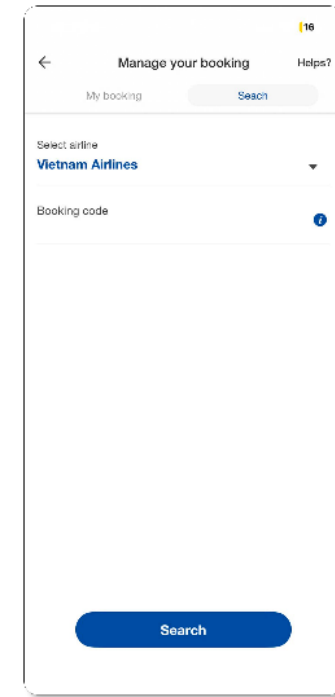 16
Manage your booking Helps?
My booking Seach
Select airline
Vietnam Airlines
Booking code
i
Search